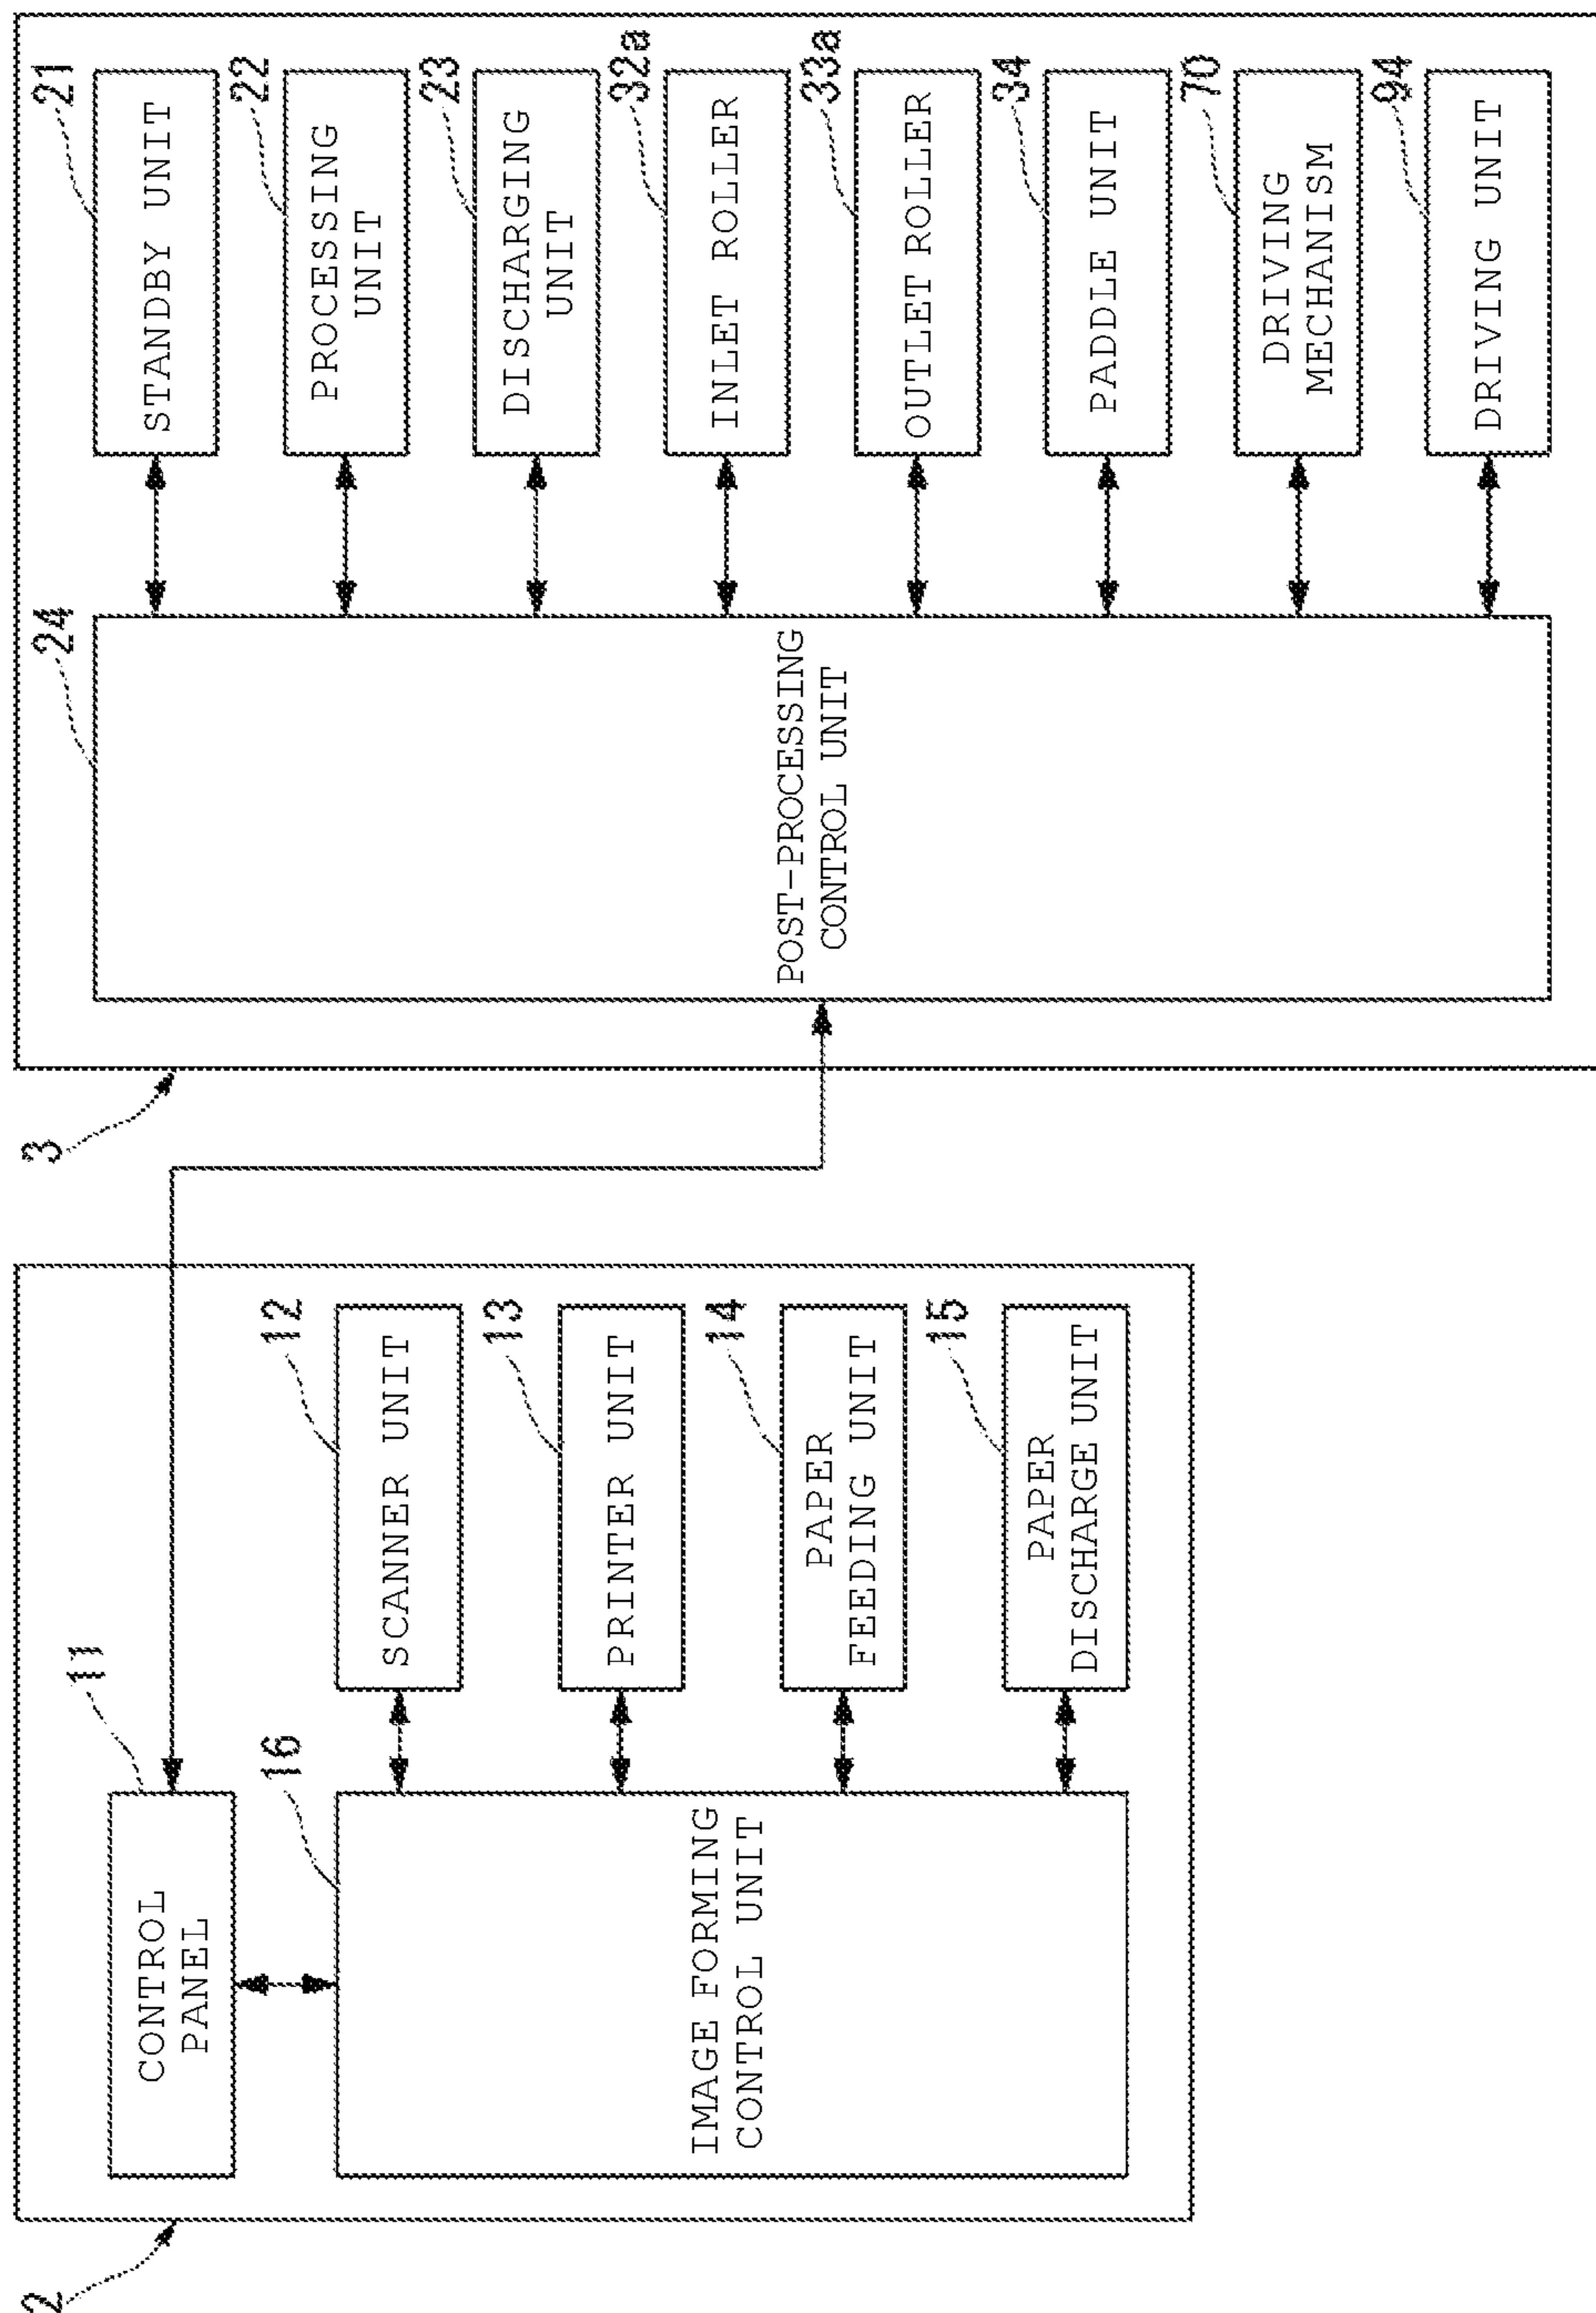 2
11
CONTROL
PANEL
16
IMAGE FORMING
CONTROL UNIT
12
SCANNER UNIT
13
PRINTER UNIT
14
PAPER
FEEDING UNIT
15
PAPER
DISCHARGE UNIT
3
24
POST-PROCESSING
CONTROL UNIT
21
STANDBY UNIT
22
PROCESSING
UNIT
23
DISCHARGING
UNIT
32a
INLET ROLLER
33a
OUTLET ROLLER
34
PADDLE UNIT
70
DRIVING
MECHANISM
94
DRIVING UNIT